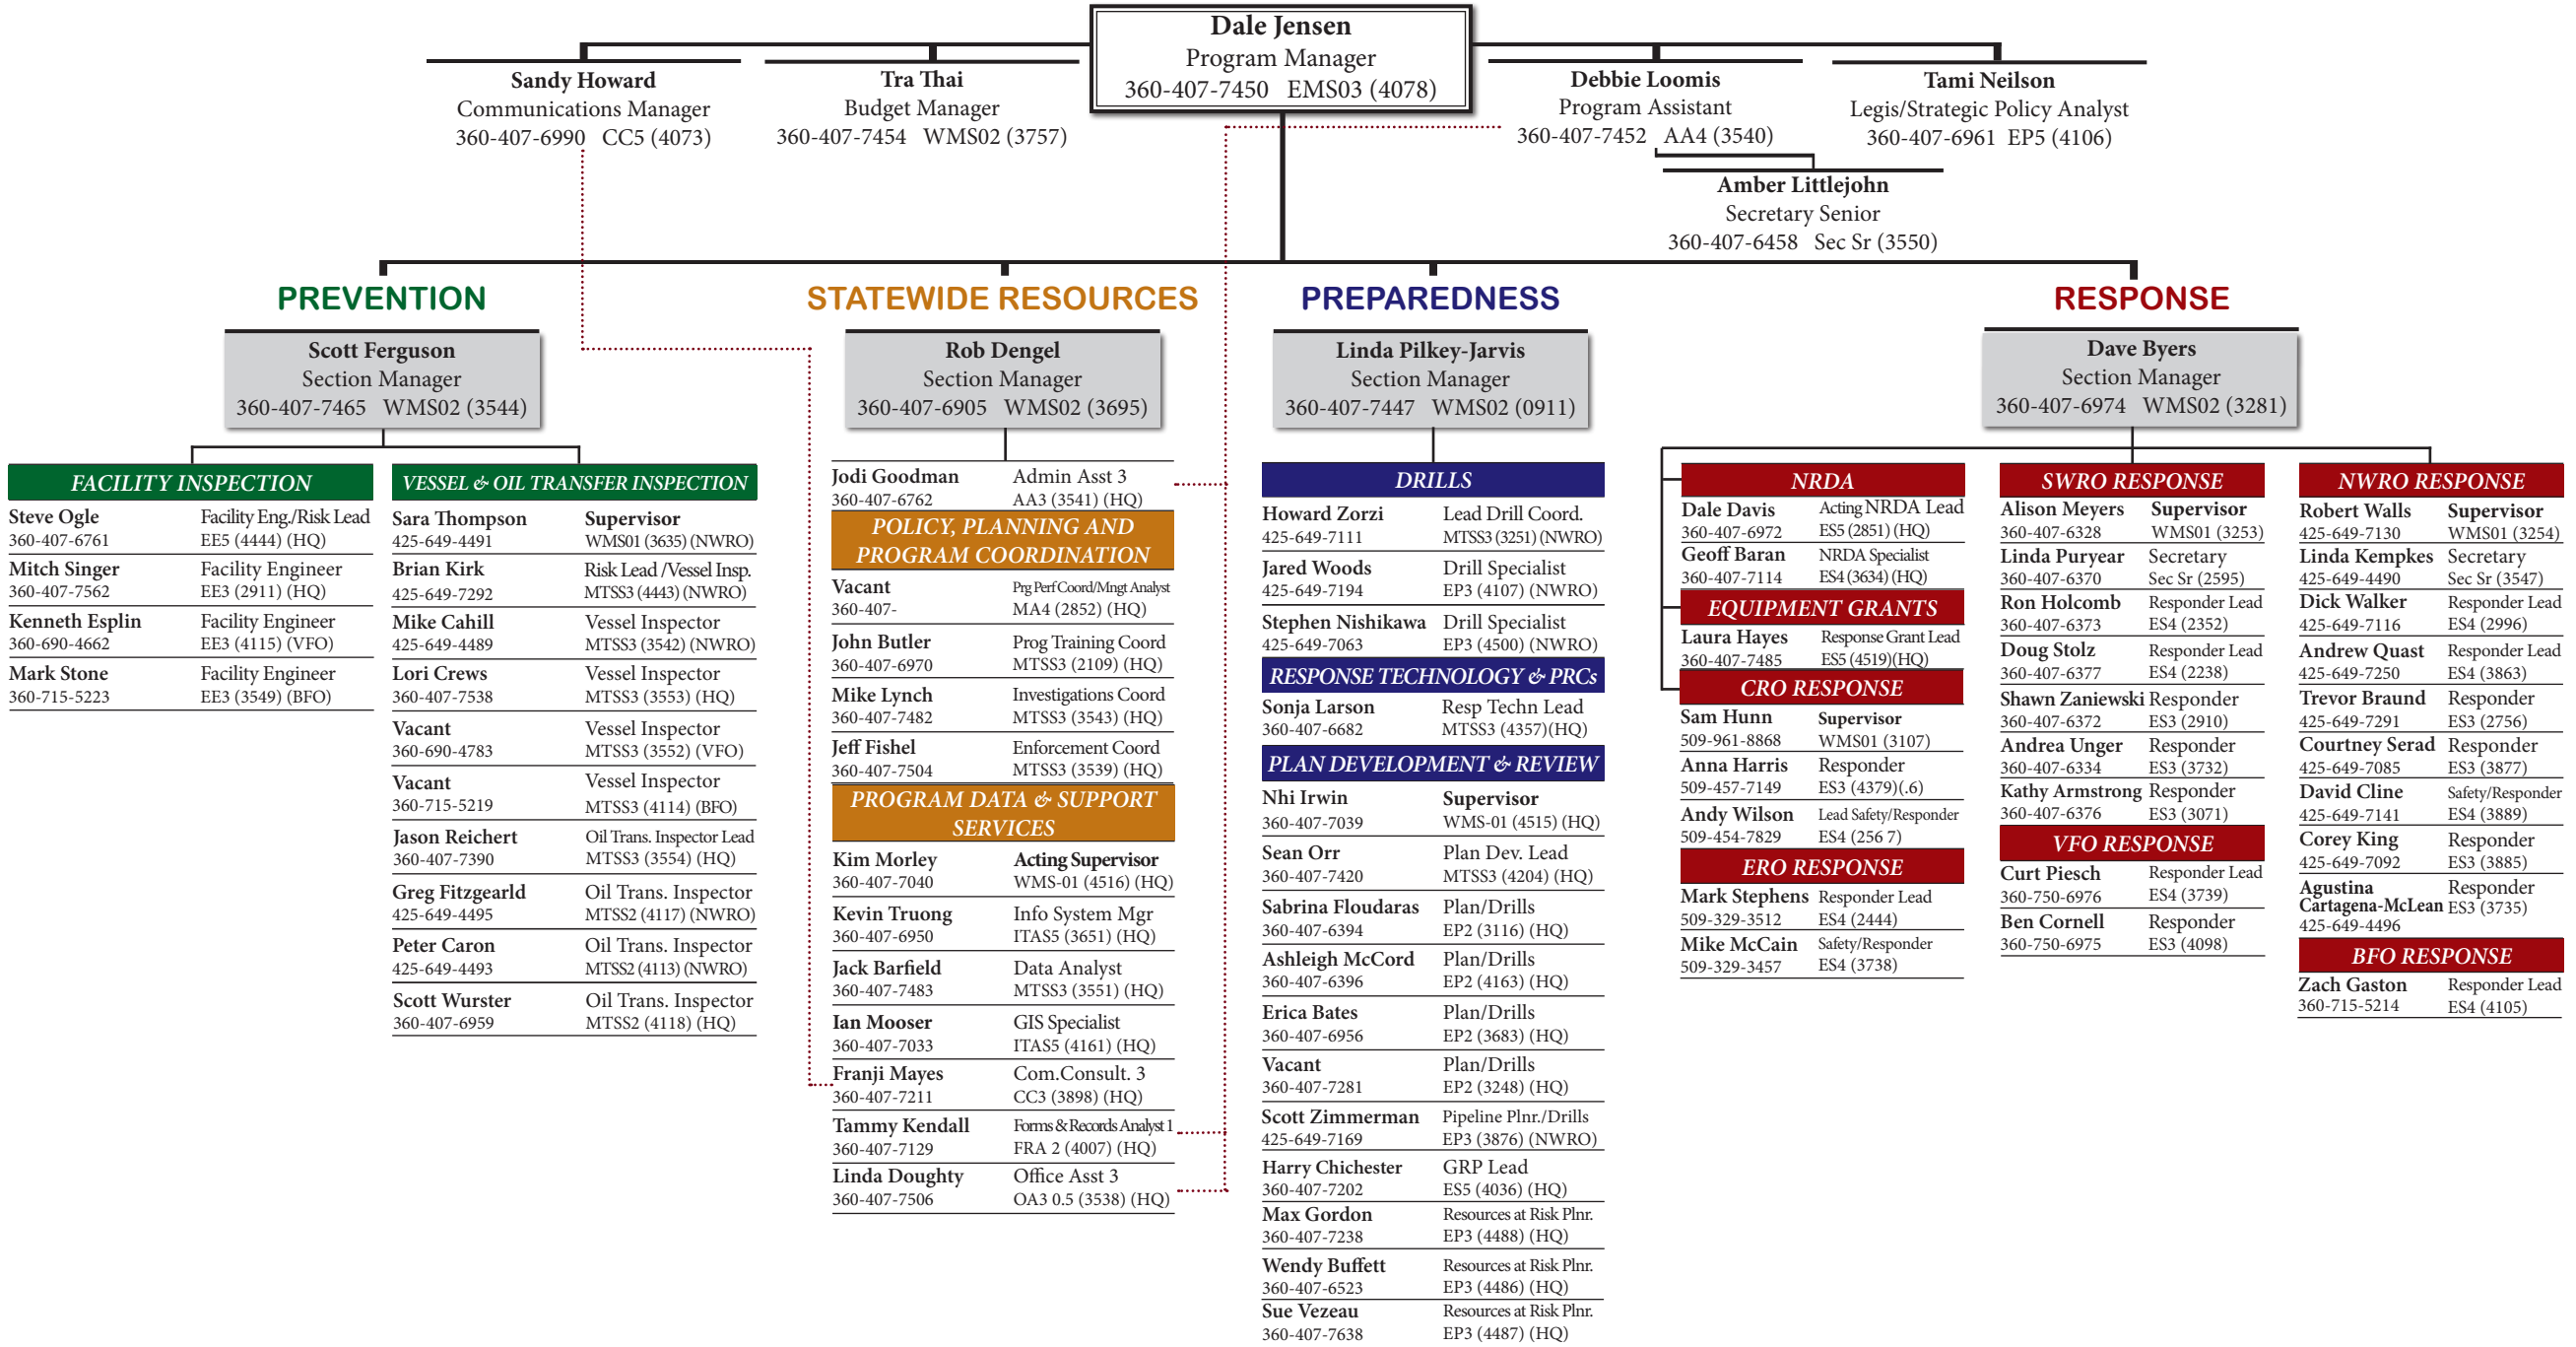 Dale Jensen
Program Manager
360-407-7450 EMS03 (4078)
Sandy Howard
Communications Manager
360-407-6990 CC5 (4073)
Tra Thai
Budget Manager
360-407-7454 WMS02 (3757)
Debbie Loomis
Program Assistant
360-407-7452 AA4 (3540)
Tami Neilson
Legis/Strategic Policy Analyst
360-407-6961 EP5 (4106)
Amber Littlejohn
Secretary Senior
360-407-6458 Sec Sr (3550)
PREVENTION
Scott Ferguson
Section Manager
360-407-7465 WMS02 (3544)
FACILITY INSPECTION
Steve Ogle Facility Eng./Risk Lead
360-407-6761 EE5 (4444) (HQ)
Mitch Singer Facility Engineer
360-407-7562 EE3 (2911) (HQ)
Kenneth Esplin Facility Engineer
360-690-4662 EE3 (4115) (VFO)
Mark Stone Facility Engineer
360-715-5223 EE3 (3549) (BFO)
VESSEL & OIL TRANSFER INSPECTION
Sara Thompson Supervisor
425-649-4491 WMS01 (3635) (NWRO)
Brian Kirk Risk Lead /Vessel Insp.
425-649-7292 MTSS3 (4443) (NWRO)
Mike Cahill Vessel Inspector
425-649-4489 MTSS3 (3542) (NWRO)
Lori Crews Vessel Inspector
360-407-7538 MTSS3 (3553) (HQ)
Vacant Vessel Inspector
360-690-4783 MTSS3 (3552) (VFO)
Vacant Vessel Inspector
360-715-5219 MTSS3 (4114) (BFO)
Jason Reichert Oil Trans. Inspector Lead
360-407-7390 MTSS3 (3554) (HQ)
Greg Fitzgearld Oil Trans. Inspector
425-649-4495 MTSS2 (4117) (NWRO)
Peter Caron Oil Trans. Inspector
425-649-4493 MTSS2 (4113) (NWRO)
Scott Wurster Oil Trans. Inspector
360-407-6959 MTSS2 (4118) (HQ)
STATEWIDE RESOURCES
Rob Dengel
Section Manager
360-407-6905 WMS02 (3695)
Jodi Goodman Admin Asst 3
360-407-6762 AA3 (3541) (HQ)
POLICY, PLANNING AND
PROGRAM COORDINATION
Vacant Prg Perf Coord/Mngt Analyst
360-407- MA4 (2852) (HQ)
John Butler Prog Training Coord
360-407-6970 MTSS3 (2109) (HQ)
Mike Lynch Investigations Coord
360-407-7482 MTSS3 (3543) (HQ)
Jeff Fishel Enforcement Coord
360-407-7504 MTSS3 (3539) (HQ)
PROGRAM DATA & SUPPORT
SERVICES
Kim Morley Acting Supervisor
360-407-7040 WMS-01 (4516) (HQ)
Kevin Truong Info System Mgr
360-407-6950 ITAS5 (3651) (HQ)
Jack Barfield Data Analyst
360-407-7483 MTSS3 (3551) (HQ)
Ian Mooser GIS Specialist
360-407-7033 ITAS5 (4161) (HQ)
Franji Mayes Com.Consult. 3
360-407-7211 CC3 (3898) (HQ)
Tammy Kendall Forms & Records Analyst 1
360-407-7129 FRA 2 (4007) (HQ)
Linda Doughty Office Asst 3
360-407-7506 OA3 0.5 (3538) (HQ)
PREPAREDNESS
Linda Pilkey-Jarvis
Section Manager
360-407-7447 WMS02 (0911)
DRILLS
Howard Zorzi Lead Drill Coord.
425-649-7111 MTSS3 (3251) (NWRO)
Jared Woods Drill Specialist
425-649-7194 EP3 (4107) (NWRO)
Stephen Nishikawa Drill Specialist
425-649-7063 EP3 (4500) (NWRO)
RESPONSE TECHNOLOGY & PRCs
Sonja Larson Resp Techn Lead
360-407-6682 MTSS3 (4357)(HQ)
PLAN DEVELOPMENT & REVIEW
Nhi Irwin Supervisor
360-407-7039 WMS-01 (4515) (HQ)
Sean Orr Plan Dev. Lead
360-407-7420 MTSS3 (4204) (HQ)
Sabrina Floudaras Plan/Drills
360-407-6394 EP2 (3116) (HQ)
Ashleigh McCord Plan/Drills
360-407-6396 EP2 (4163) (HQ)
Erica Bates Plan/Drills
360-407-6956 EP2 (3683) (HQ)
Vacant Plan/Drills
360-407-7281 EP2 (3248) (HQ)
Scott Zimmerman Pipeline Plnr./Drills
425-649-7169 EP3 (3876) (NWRO)
Harry Chichester GRP Lead
360-407-7202 ES5 (4036) (HQ)
Max Gordon Resources at Risk Plnr.
360-407-7238 EP3 (4488) (HQ)
Wendy Buffett Resources at Risk Plnr.
360-407-6523 EP3 (4486) (HQ)
Sue Vezeau Resources at Risk Plnr.
360-407-7638 EP3 (4487) (HQ)
RESPONSE
Dave Byers
Section Manager
360-407-6974 WMS02 (3281)
NRDA
Dale Davis Acting NRDA Lead
360-407-6972 ES5 (2851) (HQ)
Geoff Baran NRDA Specialist
360-407-7114 ES4 (3634) (HQ)
EQUIPMENT GRANTS
Laura Hayes Response Grant Lead
360-407-7485 ES5 (4519)(HQ)
CRO RESPONSE
Sam Hunn Supervisor
509-961-8868 WMS01 (3107)
Anna Harris Responder
509-457-7149 ES3 (4379)(.6)
Andy Wilson Lead Safety/Responder
509-454-7829 ES4 (256 7)
ERO RESPONSE
Mark Stephens Responder Lead
509-329-3512 ES4 (2444)
Mike McCain Safety/Responder
509-329-3457 ES4 (3738)
SWRO RESPONSE
Alison Meyers Supervisor
360-407-6328 WMS01 (3253)
Linda Puryear Secretary
360-407-6370 Sec Sr (2595)
Ron Holcomb Responder Lead
360-407-6373 ES4 (2352)
Doug Stolz Responder Lead
360-407-6377 ES4 (2238)
Shawn Zaniewski Responder
360-407-6372 ES3 (2910)
Andrea Unger Responder
360-407-6334 ES3 (3732)
Kathy Armstrong Responder
360-407-6376 ES3 (3071)
VFO RESPONSE
Curt Piesch Responder Lead
360-750-6976 ES4 (3739)
Ben Cornell Responder
360-750-6975 ES3 (4098)
NWRO RESPONSE
Robert Walls Supervisor
425-649-7130 WMS01 (3254)
Linda Kempkes Secretary
425-649-4490 Sec Sr (3547)
Dick Walker Responder Lead
425-649-7116 ES4 (2996)
Andrew Quast Responder Lead
425-649-7250 ES4 (3863)
Trevor Braund Responder
425-649-7291 ES3 (2756)
Courtney Serad Responder
425-649-7085 ES3 (3877)
David Cline Safety/Responder
425-649-7141 ES4 (3889)
Corey King Responder
425-649-7092 ES3 (3885)
Agustina Responder
Cartagena-McLean ES3 (3735)
425-649-4496
BFO RESPONSE
Zach Gaston Responder Lead
360-715-5214 ES4 (4105)